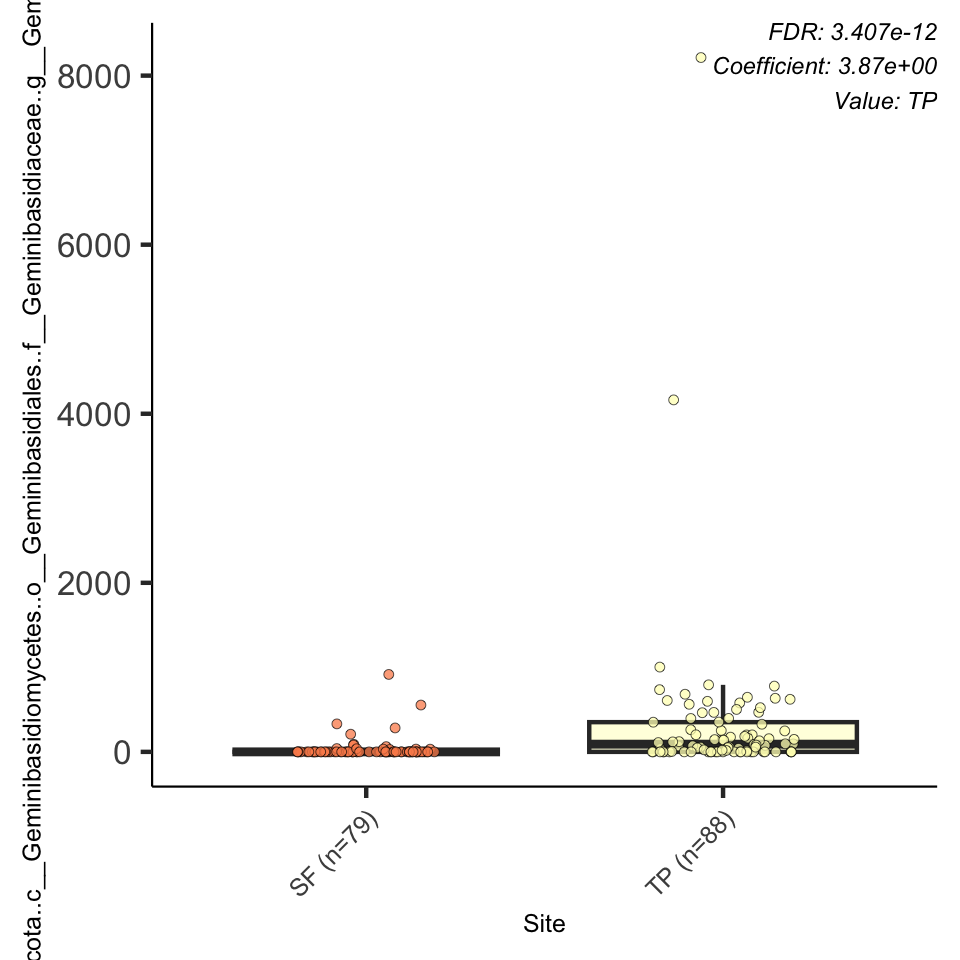 FDR: 3.407e-12
Coefficient: 3.87e+00
Value: TP
8000
6000
4000
2000
0
cota..c__Geminibasidiomycetes..o__Geminibasidiales..f__Geminibasidiaceae..g__Gem
SF (n=79)
TP (n=88)
Site